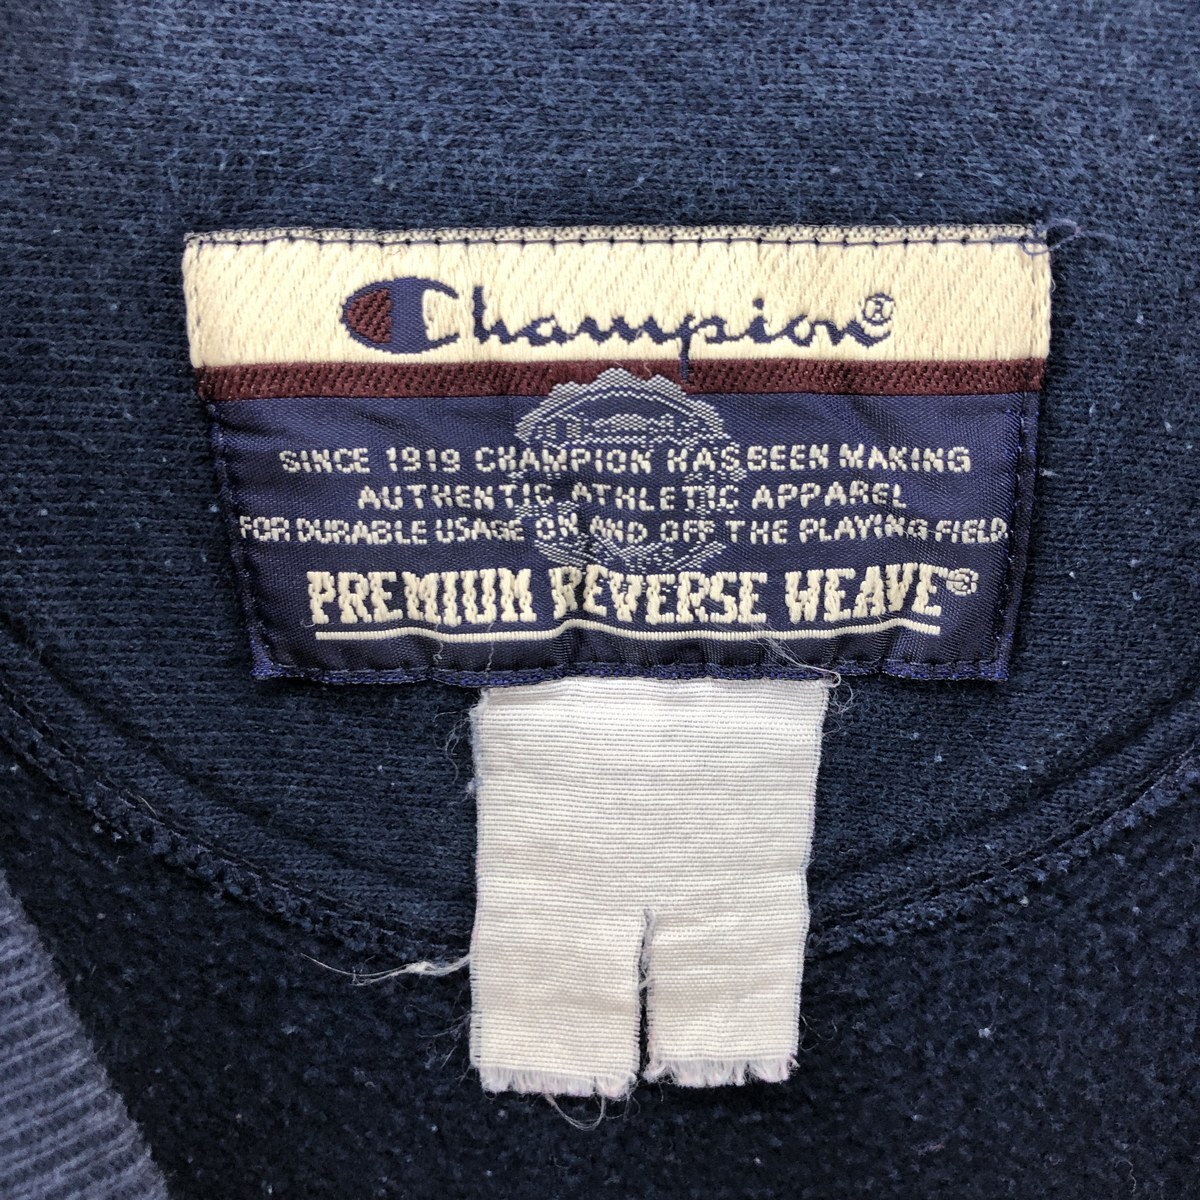 Champion®
SINCE 1919 CHAMPION HAS BEEN MAKING
AUTHENTIC ATHLETIC APPAREL
FOR DURABLE USAGE ON AND OFF THE PLAYING FIELD
PREMIUM REVERSE WEAVE®